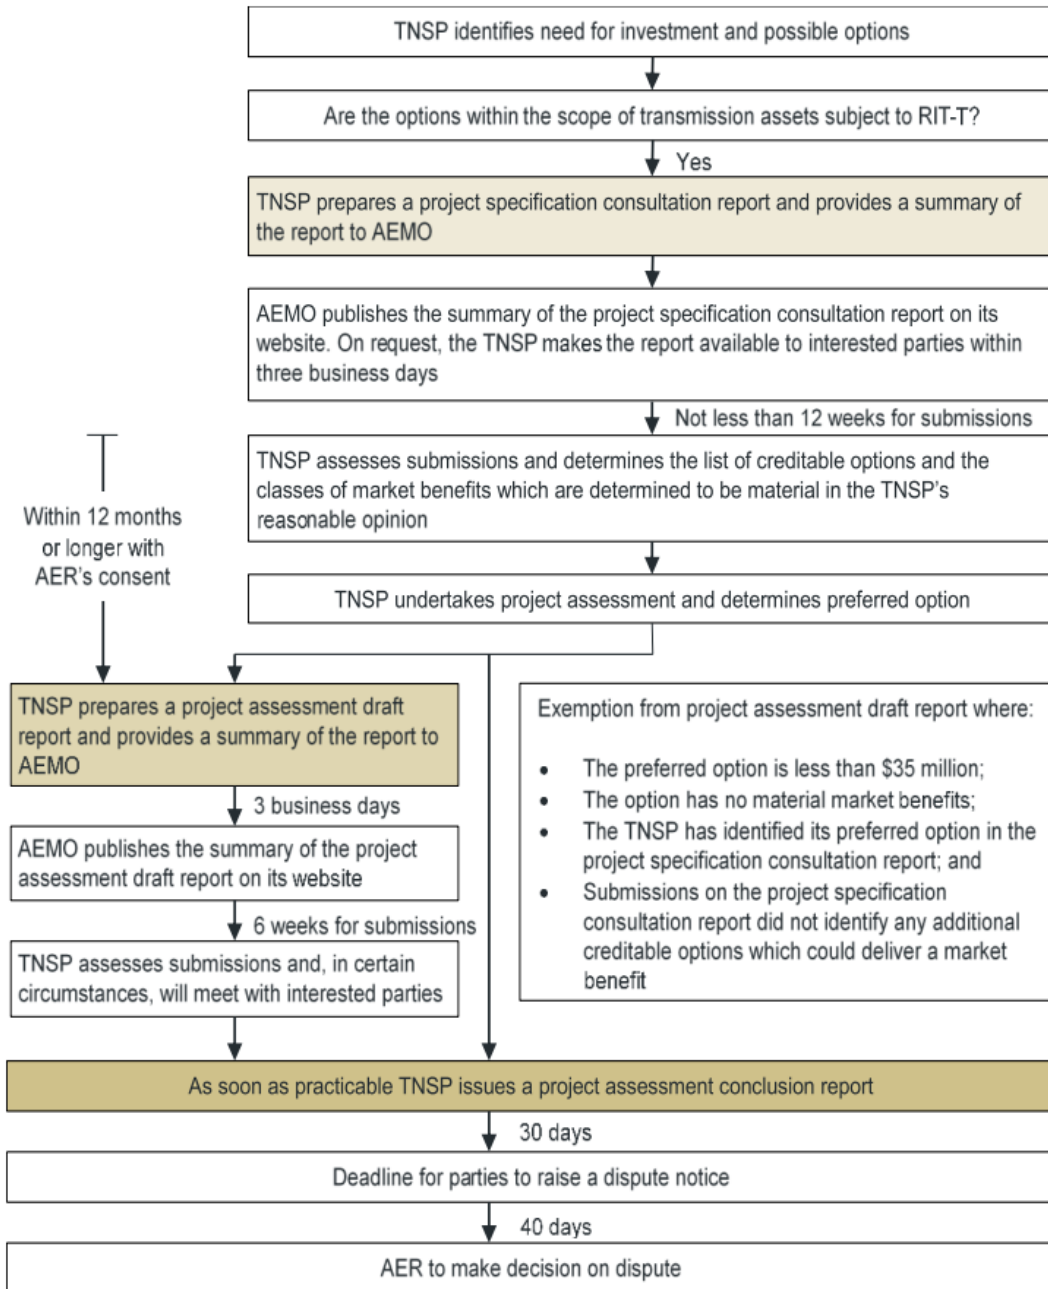 TNSP identifies need for investment and possible options
Are the options within the scope of transmission assets subject to RIT-T?
Yes
TNSP prepares a project specification consultation report and provides a summary of
the report to AEMO
AEMO publishes the summary of the project specification consultation report on its
website. On request, the TNSP makes the report available to interested parties within
three business days
Not less than 12 weeks for submissions
TNSP assesses submissions and determines the list of creditable options and the
classes of market benefits which are determined to be material in the TNSP's
reasonable opinion
Within 12 months
or longer with
AER's consent
TNSP undertakes project assessment and determines preferred option
TNSP prepares a project assessment draft
report and provides a summary of the report to
AEMO
3 business days
AEMO publishes the summary of the project
assessment draft report on its website
6 weeks for submissions
TNSP assesses submissions and, in certain
circumstances, will meet with interested parties
Exemption from project assessment draft report where:
• The preferred option is less than $35 million;
• The option has no material market benefits;
• The TNSP has identified its preferred option in the
project specification consultation report; and
• Submissions on the project specification
consultation report did not identify any additional
creditable options which could deliver a market
benefit
As soon as practicable TNSP issues a project assessment conclusion report
30 days
Deadline for parties to raise a dispute notice
40 days
AER to make decision on dispute